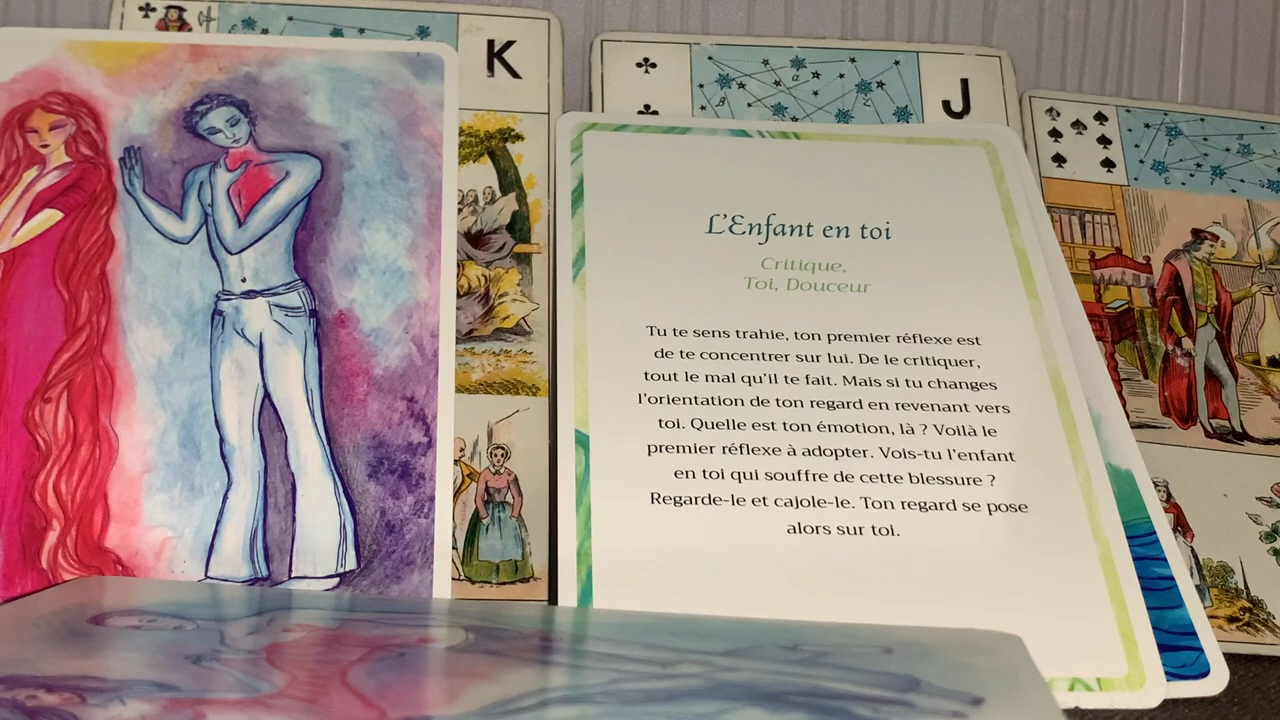 K
J
L'Enfant en toi
Critique,
Toi, Douceur
Tu te sens trahie, ton premier réflexe est
de te concentrer sur lui. De le critiquer,
tout le mal qu'il te fait. Mais si tu changes
l'orientation de ton regard en revenant vers
toi. Quelle est ton émotion, là ? Voilà le
premier réflexe à adopter. Vois-tu l'enfant
en toi qui souffre de cette blessure ?
Regarde-le et cajole-le. Ton regard se pose
alors sur toi.